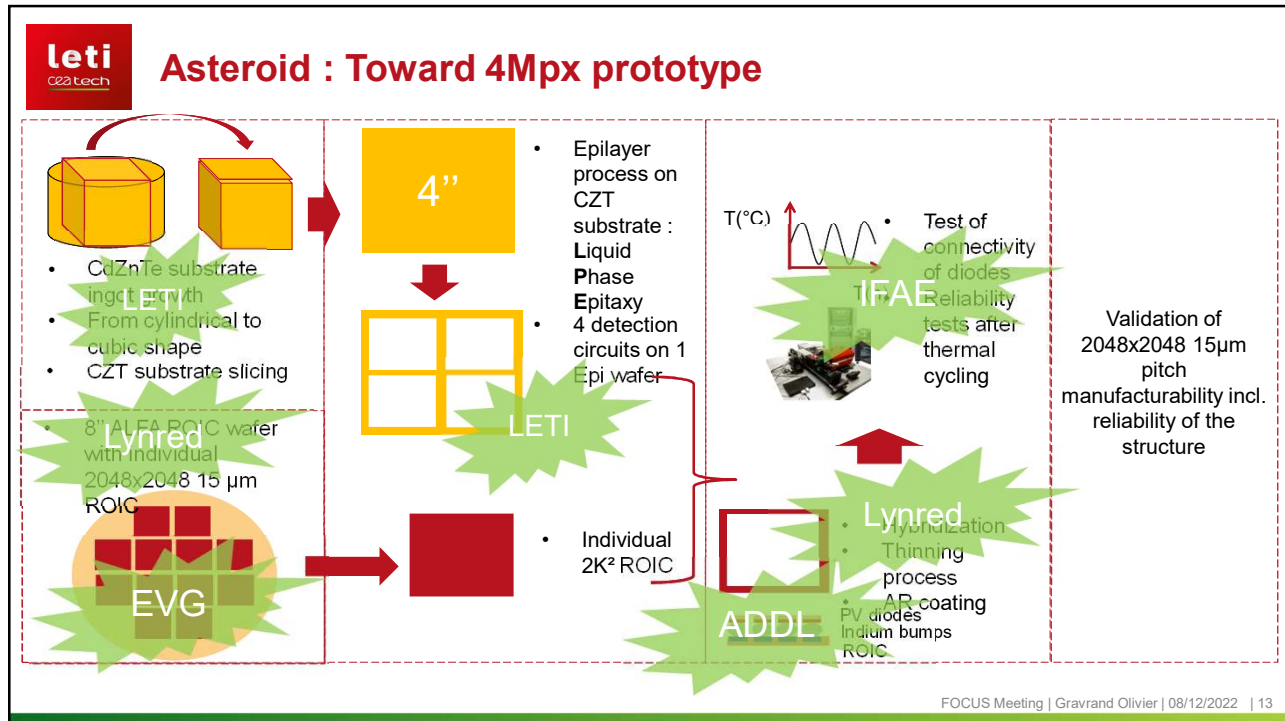 leti
ceatech
Asteroid : Toward 4Mpx prototype
• CdZnTe substrate
ingot growth
• From cylindrical to
cubic shape
• CZT substrate slicing
LETI
• 8’’ ALFA ROIC wafer
with individual
2048x2048 15 µm
ROIC
Lynred
EVG
4’’
• Epilayer
process on
CZT
substrate :
Liquid
Phase
Epitaxy
• 4 detection
circuits on 1
Epi wafer
LETI
• Individual
2K² ROIC
T(°C)
• Test of
connectivity
of diodes
• Reliability
tests after
thermal
cycling
IFAE
Lynred
• Hybridization
• Thinning
process
• AR coating
ADDL
PV diodes
Indium bumps
ROIC
Validation of
2048x2048 15µm
pitch
manufacturability incl.
reliability of the
structure
FOCUS Meeting | Gravrand Olivier | 08/12/2022 | 13